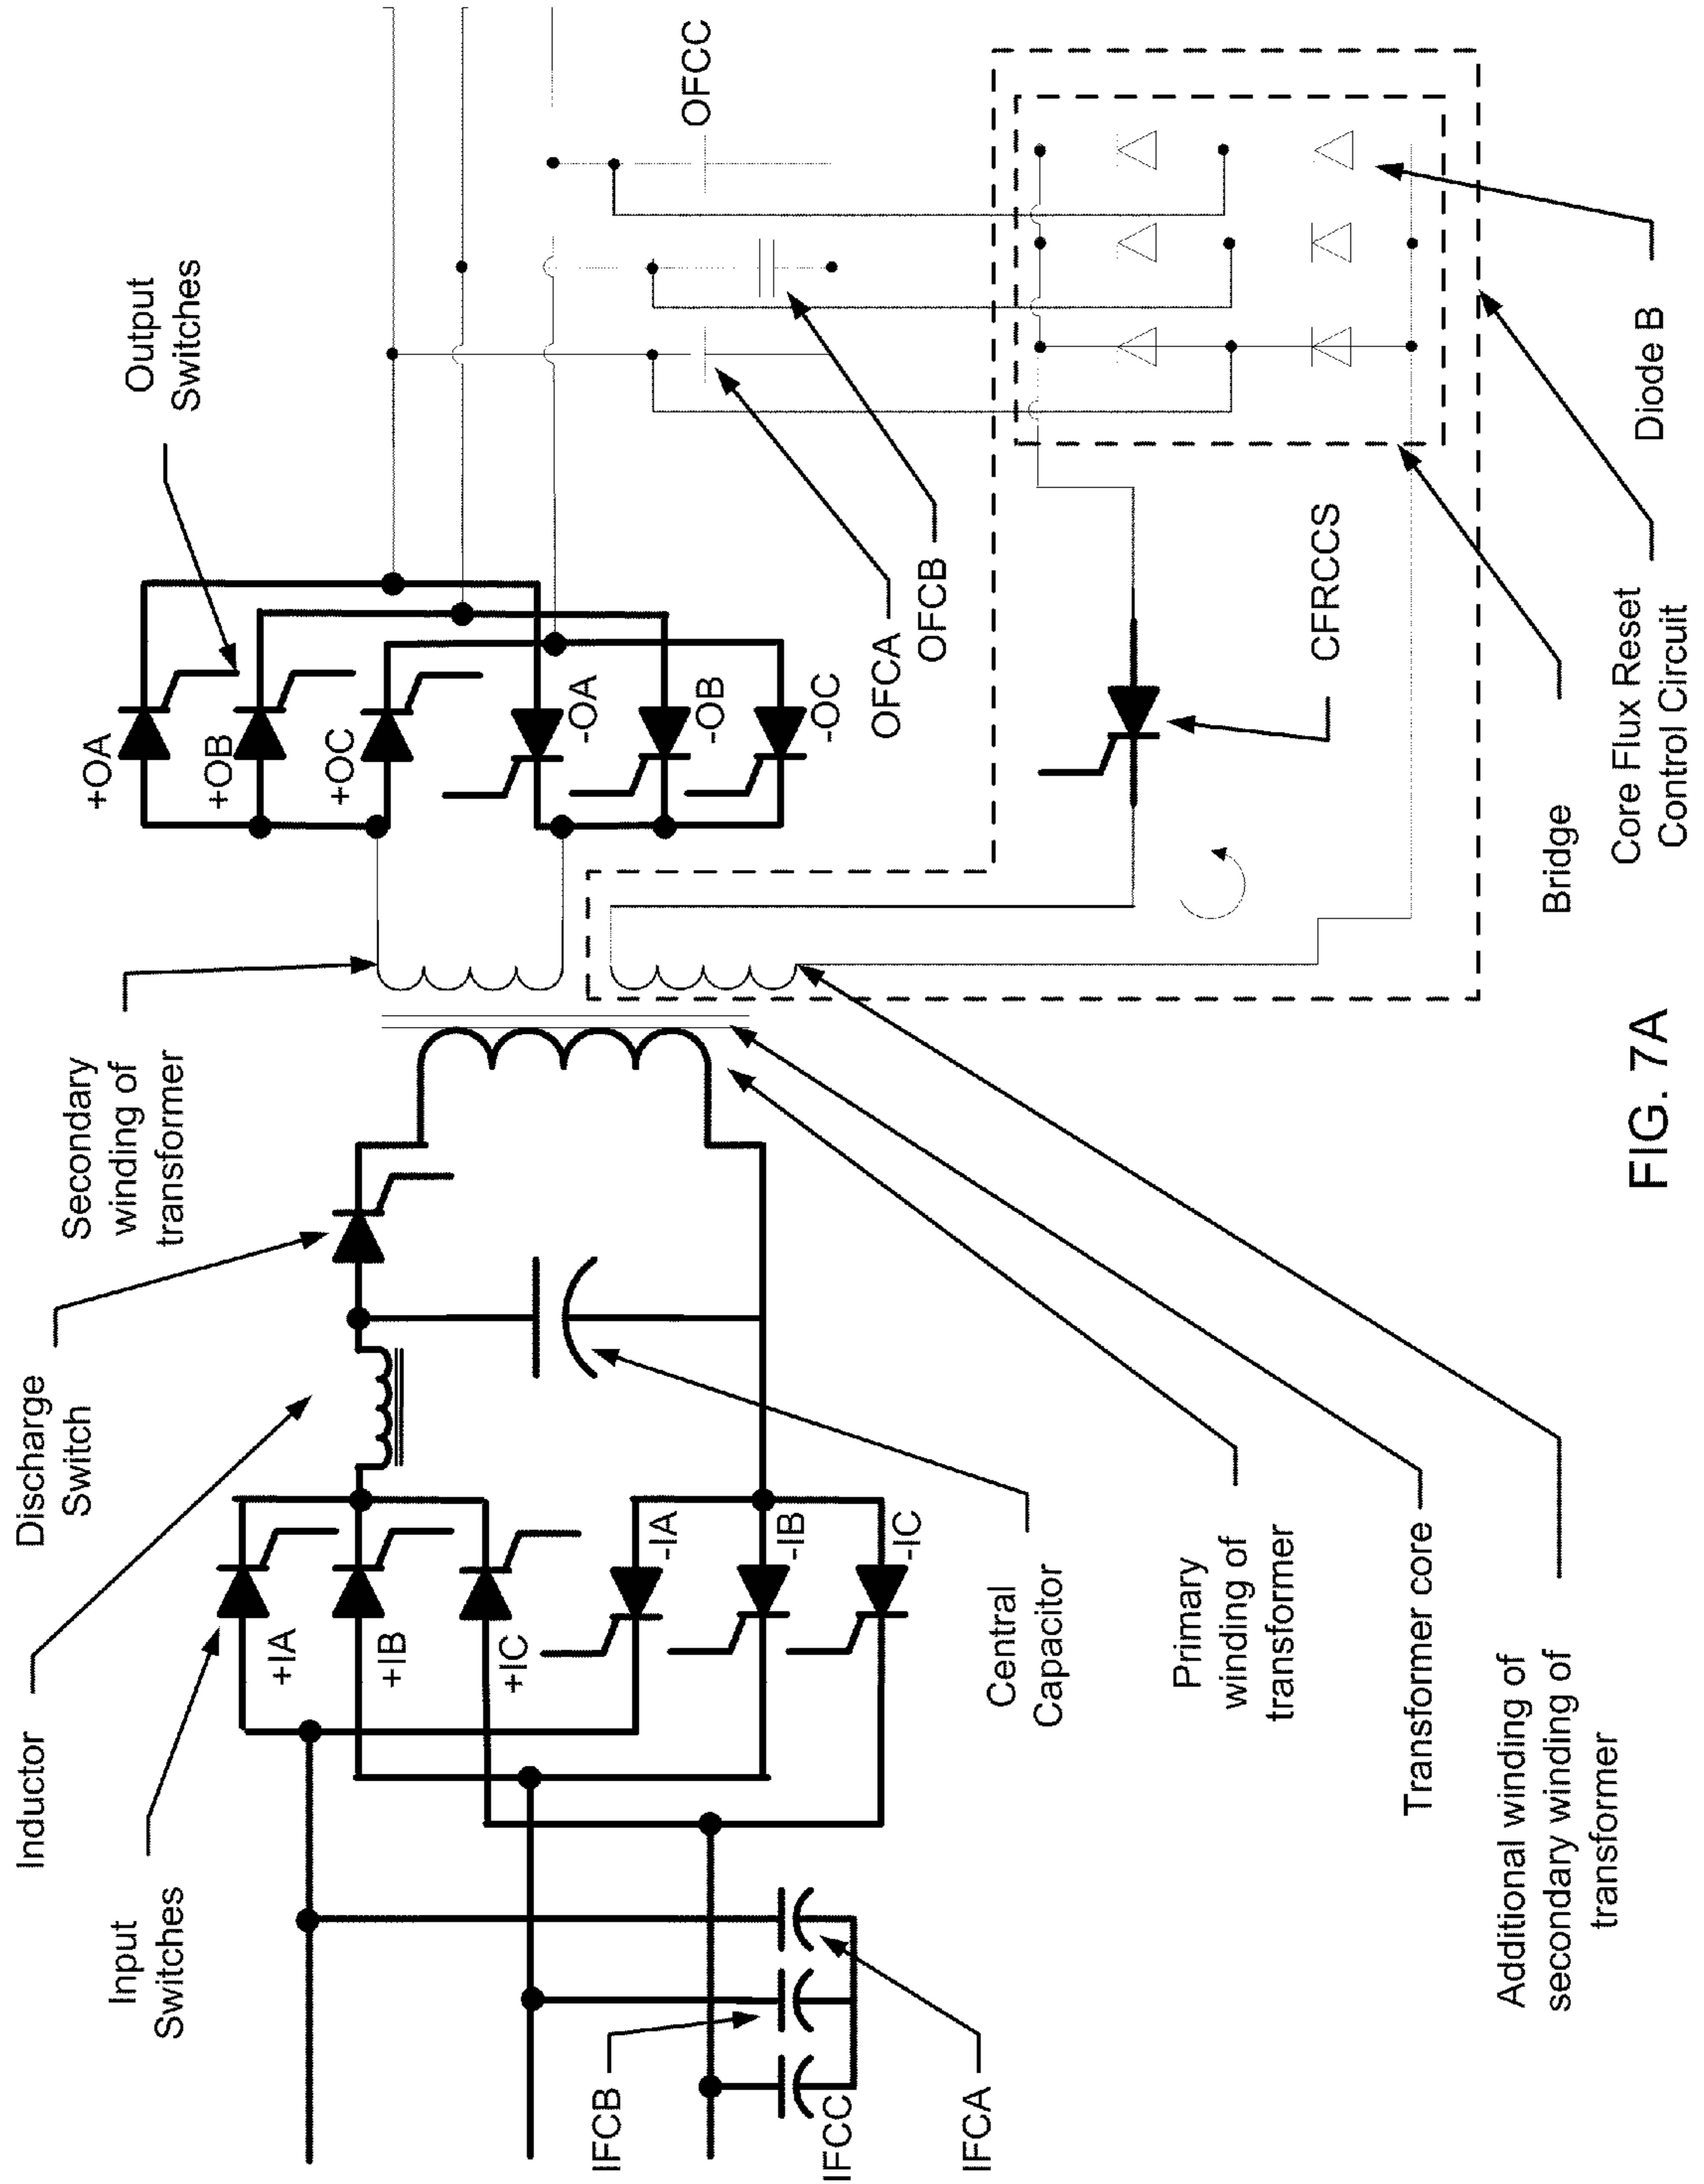 Inductor
Discharge
Switch
Secondary
winding of
transformer
Output
Switches
Input
Switches
+IA
+IB
+IC
-IA
-IB
-IC
+OA
+OB
+OC
-OA
-OB
-OC
OFCC
IFCB
IFCC
IFCA
Central
Capacitor
OFCA
OFCB
Primary
winding of
transformer
CFRCCS
Transformer core
Additional winding of
secondary winding of
transformer
Bridge
Core Flux Reset
Control Circuit
Diode B
FIG. 7A